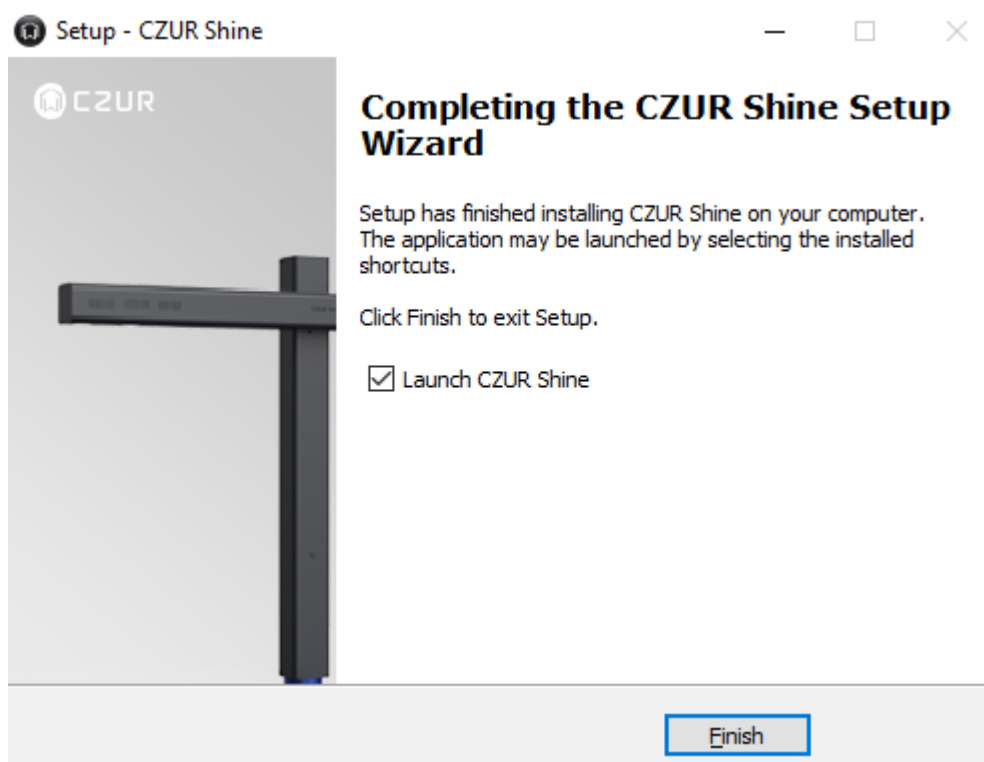 Setup - CZUR Shine
CZUR
Completing the CZUR Shine Setup
Wizard
Setup has finished installing CZUR Shine on your computer.
The application may be launched by selecting the installed
shortcuts.
Click Finish to exit Setup.
Launch CZUR Shine
Finish